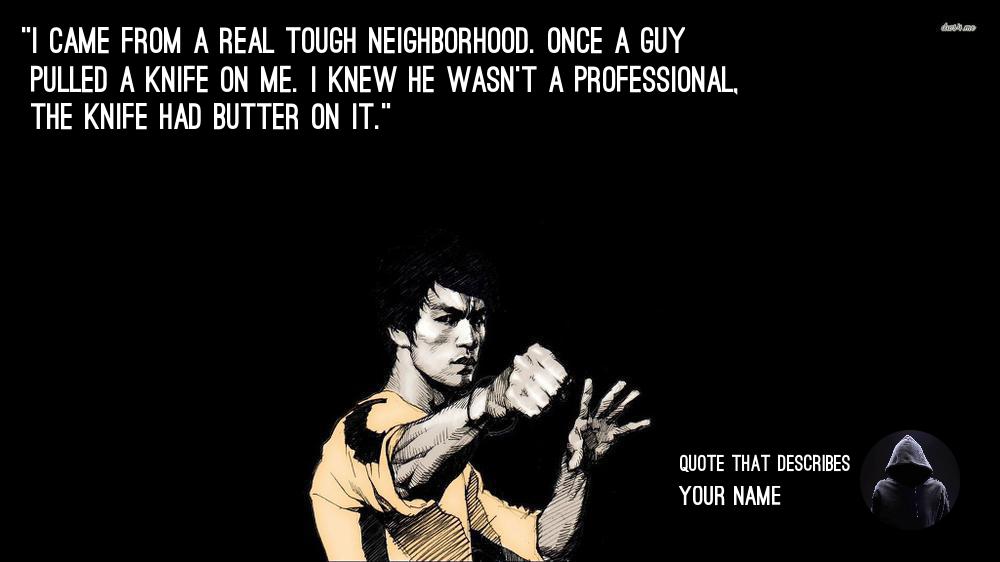 "I CAME FROM A REAL TOUGH NEIGHBORHOOD. ONCE A GUY
PULLED A KNIFE ON ME. I KNEW HE WASN'T A PROFESSIONAL,
THE KNIFE HAD BUTTER ON IT."
QUOTE THAT DESCRIBES
YOUR NAME